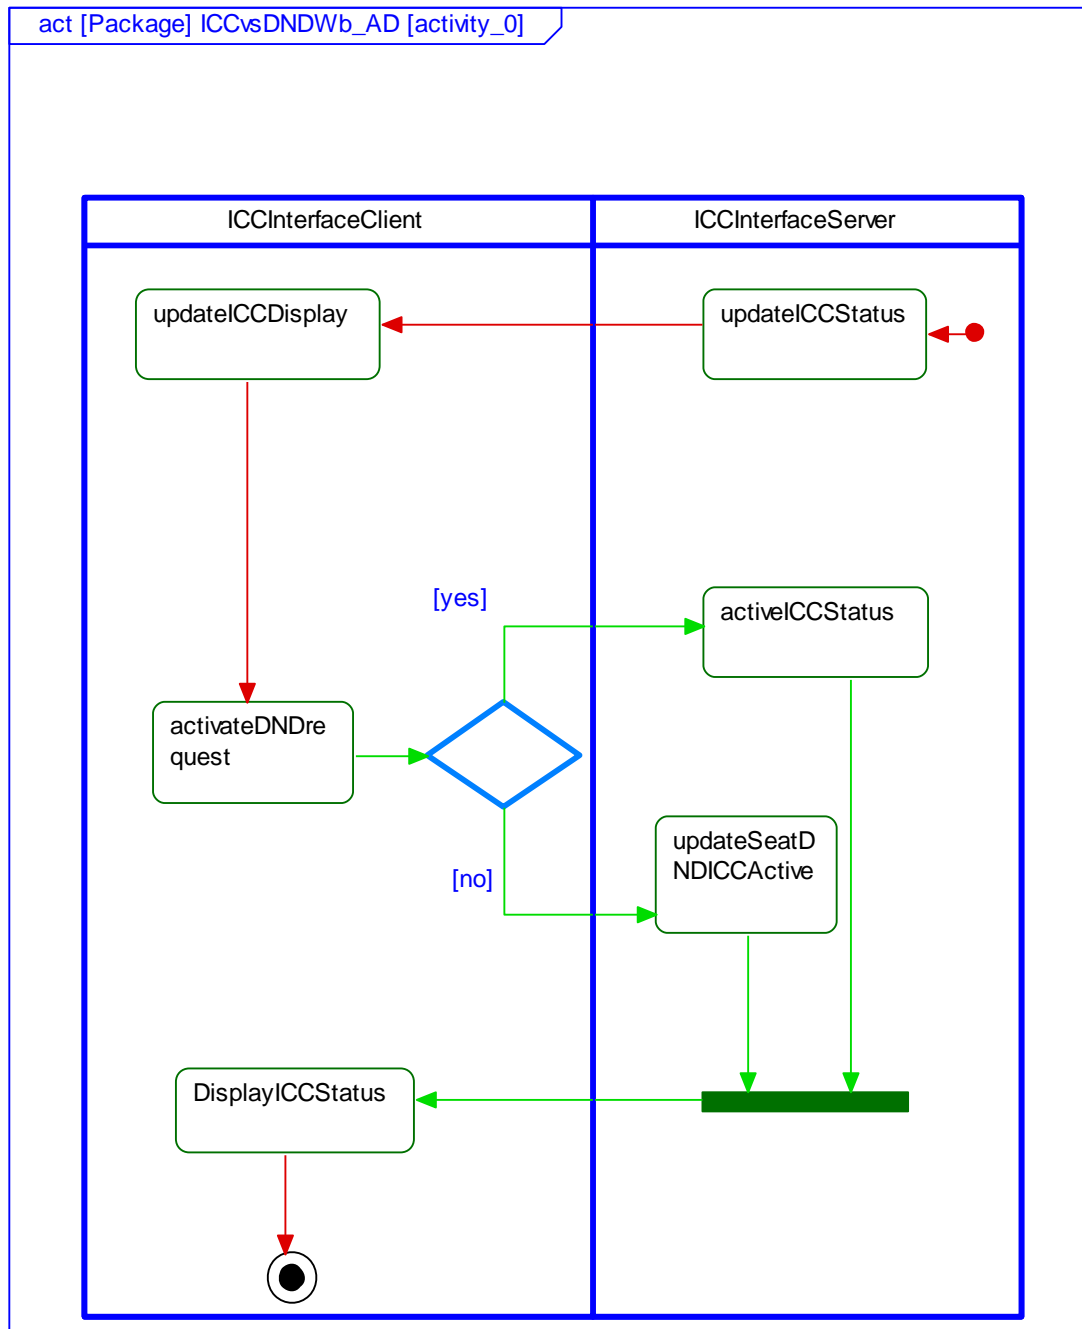 act [Package] ICCvsDNDWb_AD [activity_0]
ICCInterfaceClient
ICCInterfaceServer
updateICCDisplay
updateICCStatus
[yes]
activeICCStatus
activateDNDre
quest
updateSeatD
NDICCActive
[no]
DisplayICCStatus